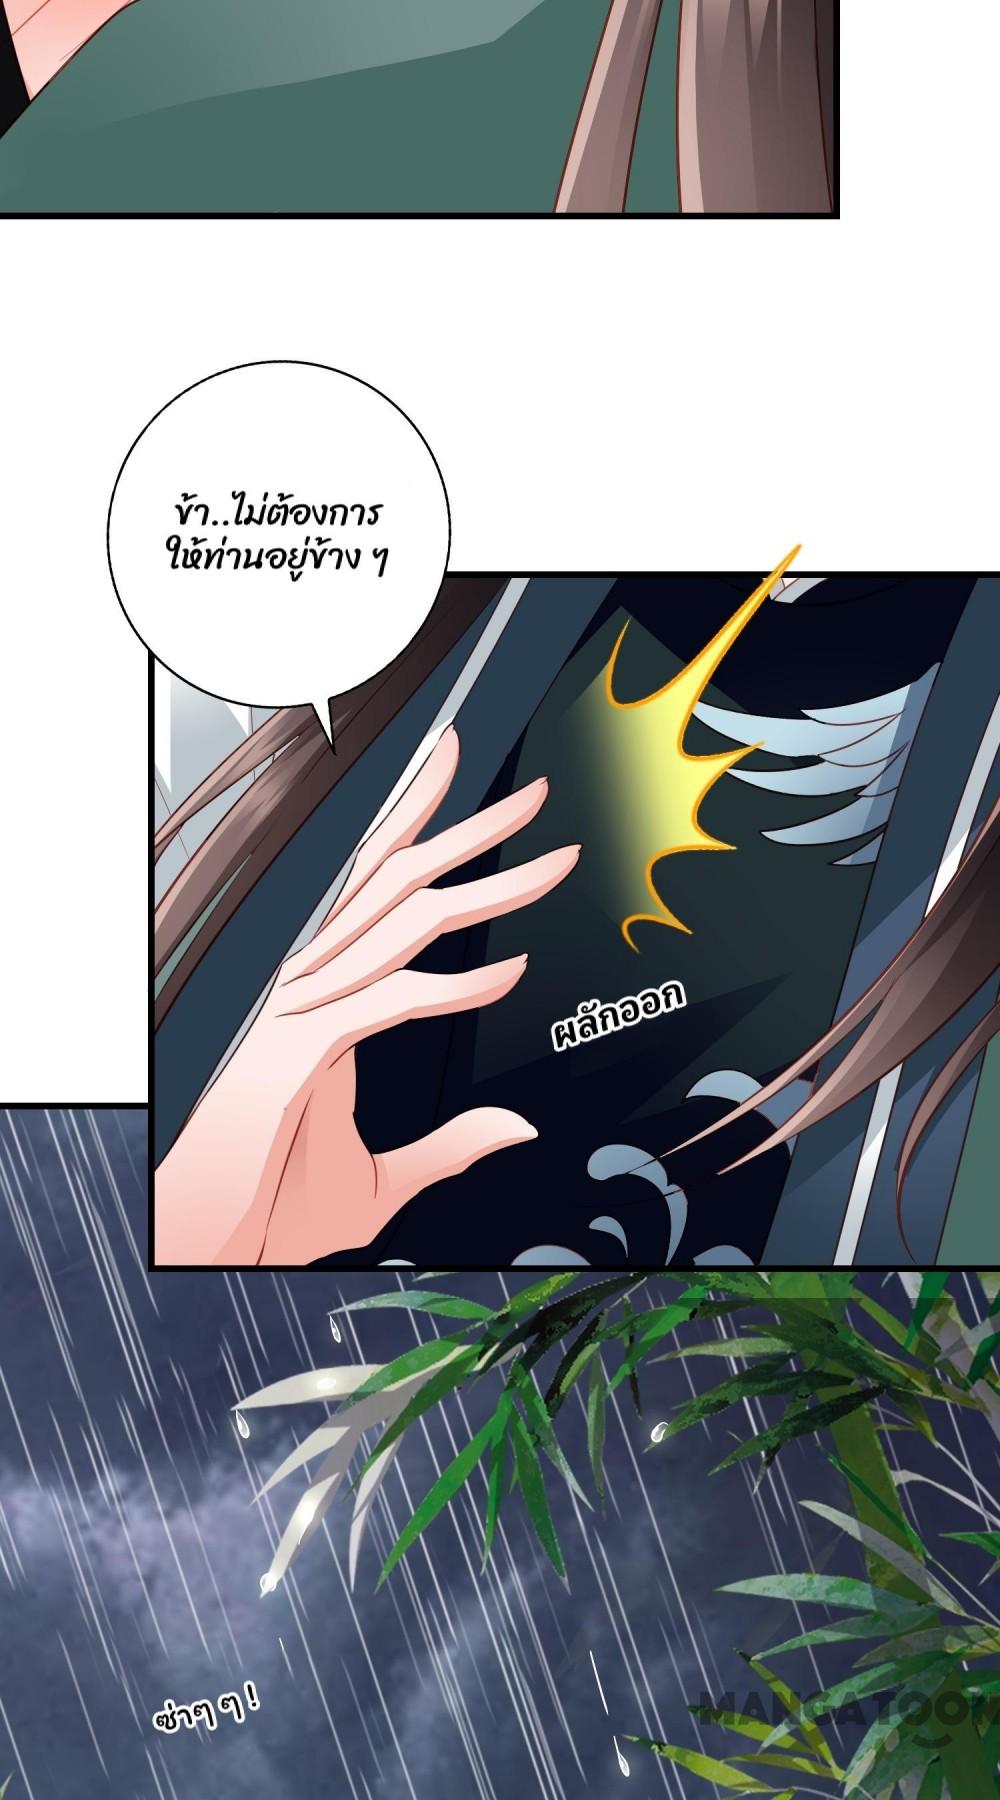 ข้า..ไม่ต้องการ
ให้ท่านอยู่ข้าง ๆ
ผลักออก
ซ่าๆ ๆ !
MANGATOON